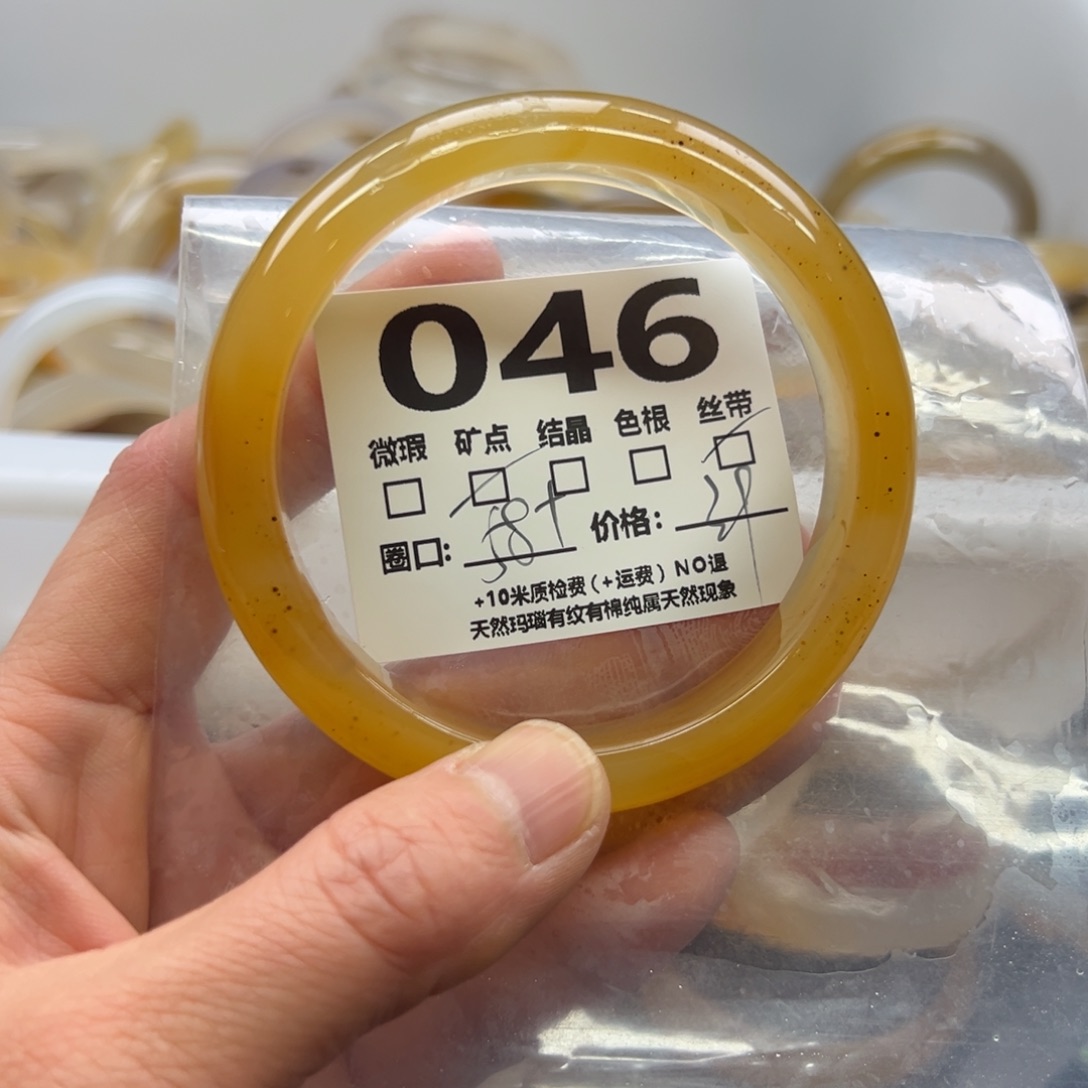 046
微瑕 矿点 结晶 色根 丝带
圈口: 58+ 价格:
+10米质检费(+运费) NO退
天然玛瑙有纹有棉纯属天然现象